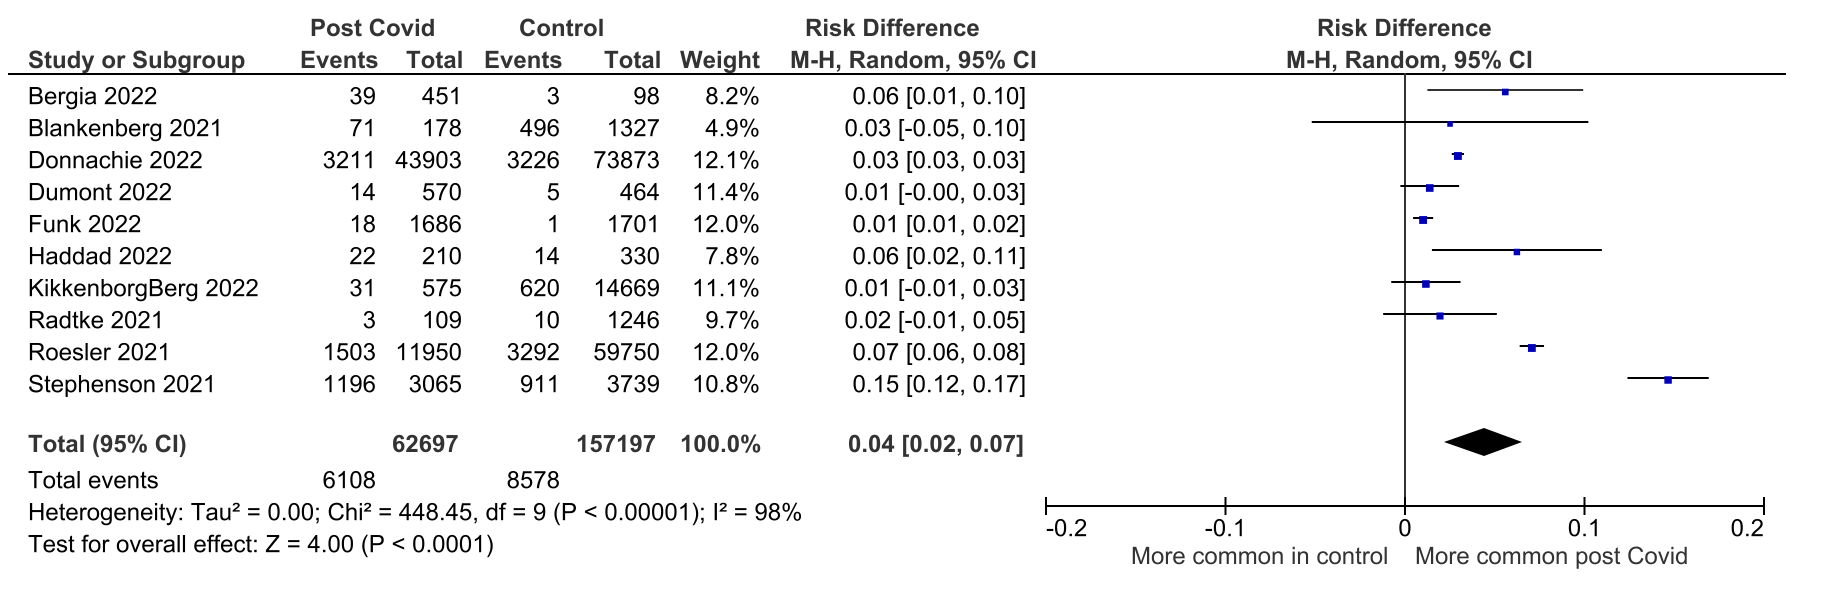 Post Covid Control Risk Difference Risk Difference
Study or Subgroup Events Total Events Total Weight M-H, Random, 95% CI M-H, Random, 95% CI
Bergia 2022 39 451 3 98 8.2% 0.06 [0.01, 0.10]
Blankenberg 2021 71 178 496 1327 4.9% 0.03 [-0.05, 0.10]
Donnachie 2022 3211 43903 3226 73873 12.1% 0.03 [0.03, 0.03]
Dumont 2022 14 570 5 464 11.4% 0.01 [-0.00, 0.03]
Funk 2022 18 1686 1 1701 12.0% 0.01 [0.01, 0.02]
Haddad 2022 22 210 14 330 7.8% 0.06 [0.02, 0.11]
KikkenborgBerg 2022 31 575 620 14669 11.1% 0.01 [-0.01, 0.03]
Radtke 2021 3 109 10 1246 9.7% 0.02 [-0.01, 0.05]
Roesler 2021 1503 11950 3292 59750 12.0% 0.07 [0.06, 0.08]
Stephenson 2021 1196 3065 911 3739 10.8% 0.15 [0.12, 0.17]
Total (95% CI) 62697 157197 100.0% 0.04 [0.02, 0.07]
Total events 6108 8578
Heterogeneity: Tau² = 0.00; Chi² = 448.45, df = 9 (P < 0.00001); I² = 98%
Test for overall effect: Z = 4.00 (P < 0.0001)
-0.2 -0.1 0 0.1 0.2
More common in control More common post Covid